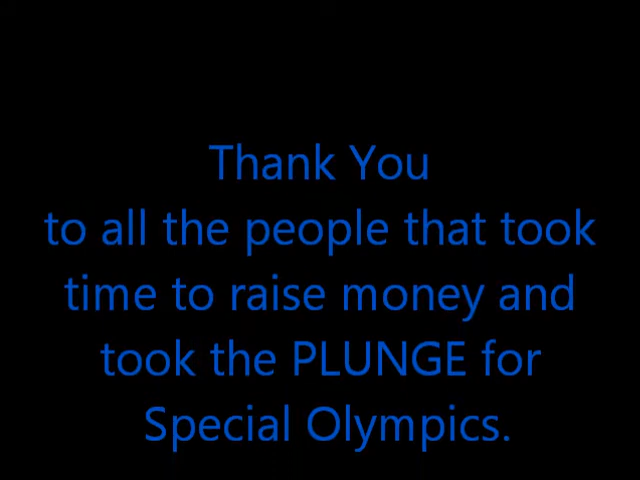 Thank You
to all the people that took
time to raise money and
took the PLUNGE for
Special Olympics.